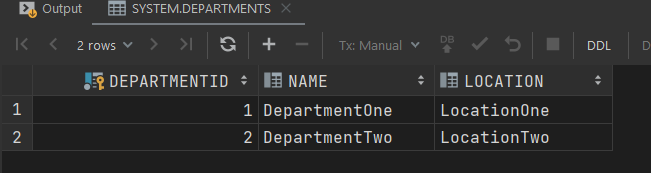 Output SYSTEM.DEPARTMENTS
2 rows Tx: Manual DB DDL
DEPARTMENTID NAME LOCATION
1 1 DepartmentOne LocationOne
2 2 DepartmentTwo LocationTwo